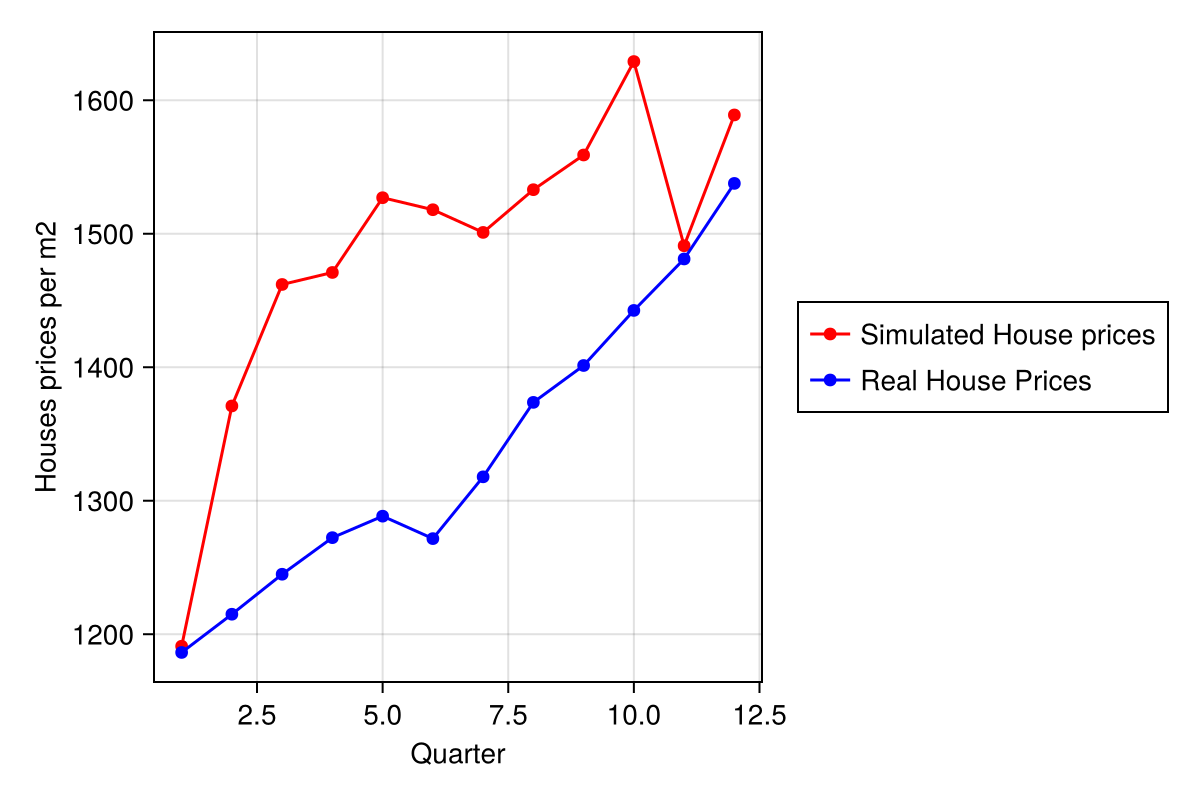 1600
1500
1400
1300
1200
Houses prices per m2
2.5 5.0 7.5 10.0 12.5
Quarter
Simulated House prices
Real House Prices